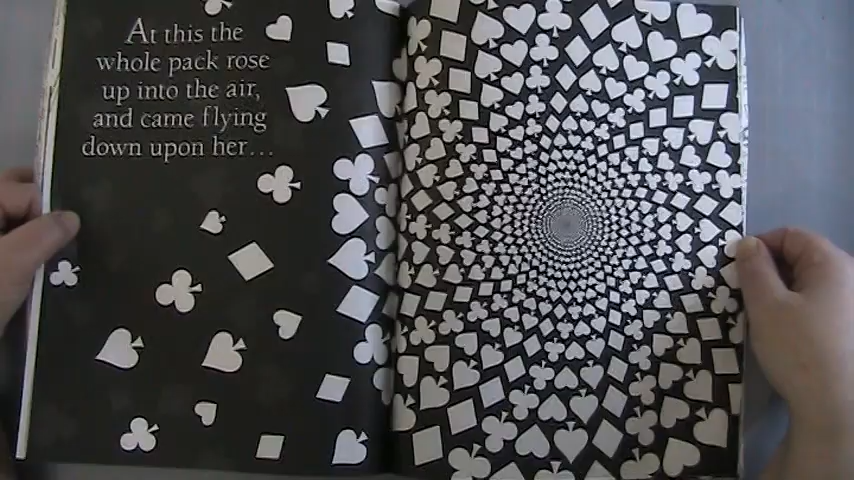 At this the
whole pack rose
up into the air,
and came flying
down upon her...